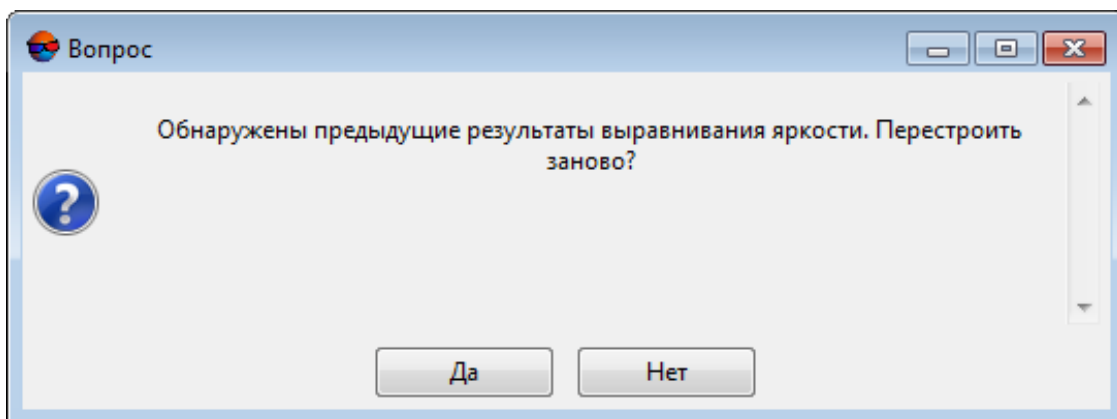 Вопрос
Обнаружены предыдущие результаты выравнивания яркости. Перестроить
заново?
Да
Нет